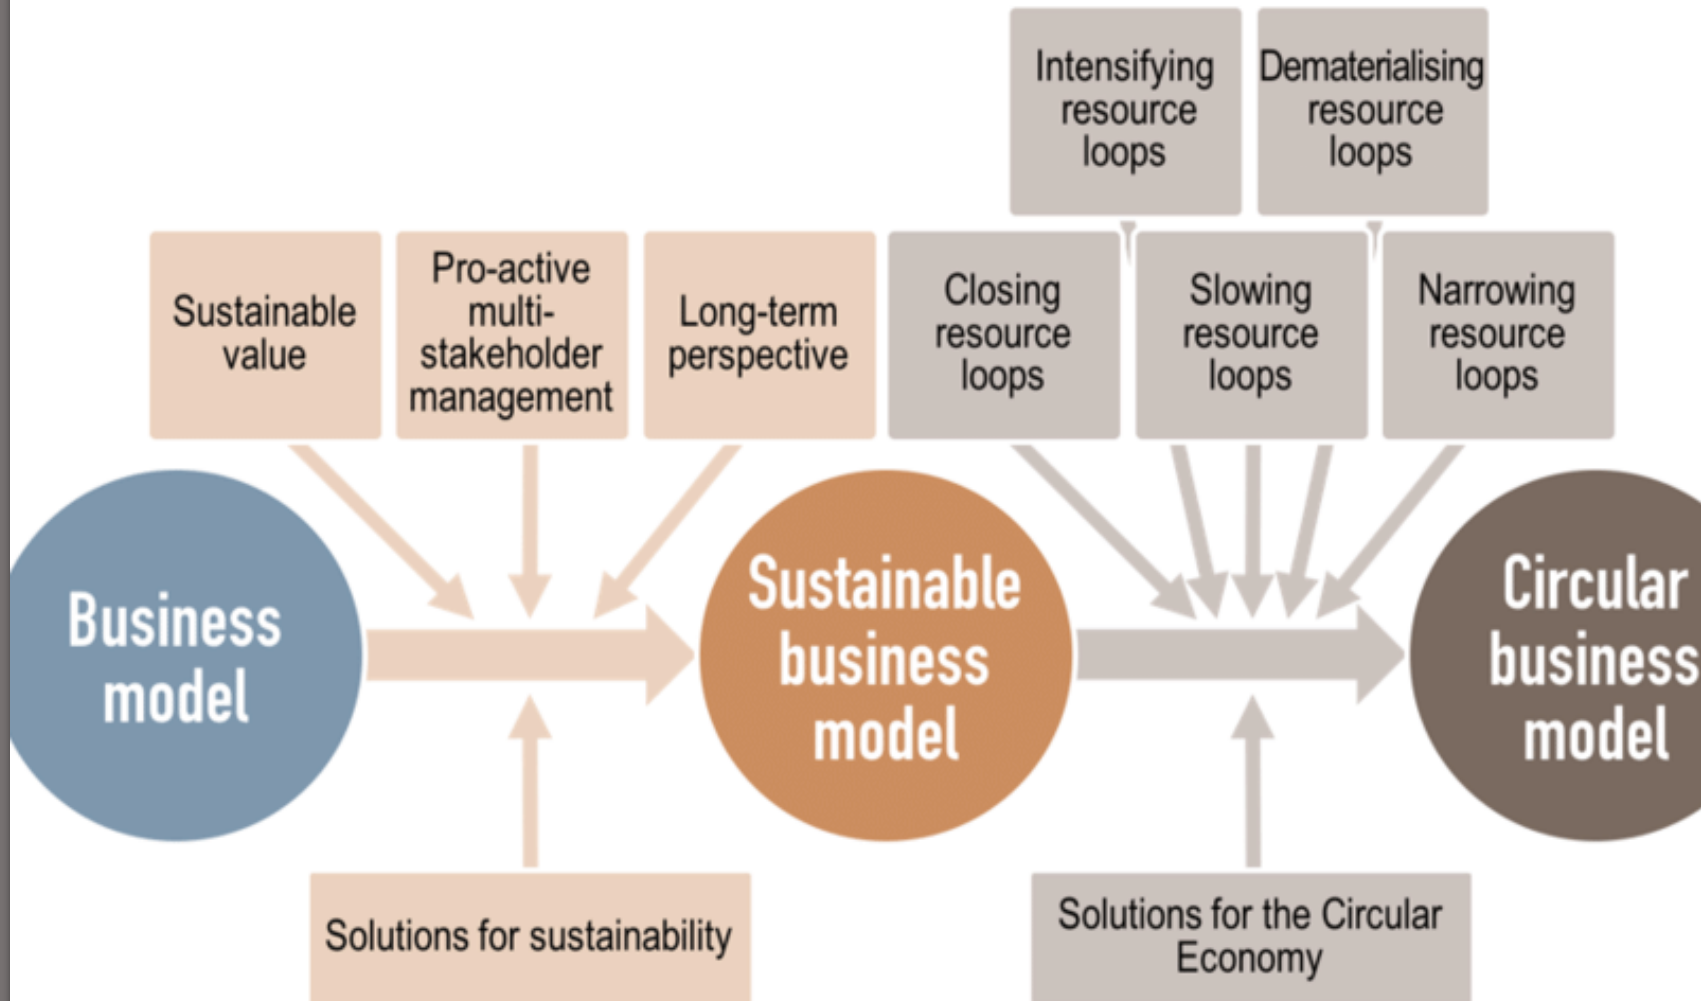 Intensifying
resource
loops
Dematerialising
resource
loops
Sustainable
value
Pro-active
multi-
stakeholder
management
Long-term
perspective
Closing
resource
loops
Slowing
resource
loops
Narrowing
resource
loops
Business
model
Sustainable
business
model
Circular
business
model
Solutions for sustainability
Solutions for the Circular
Economy